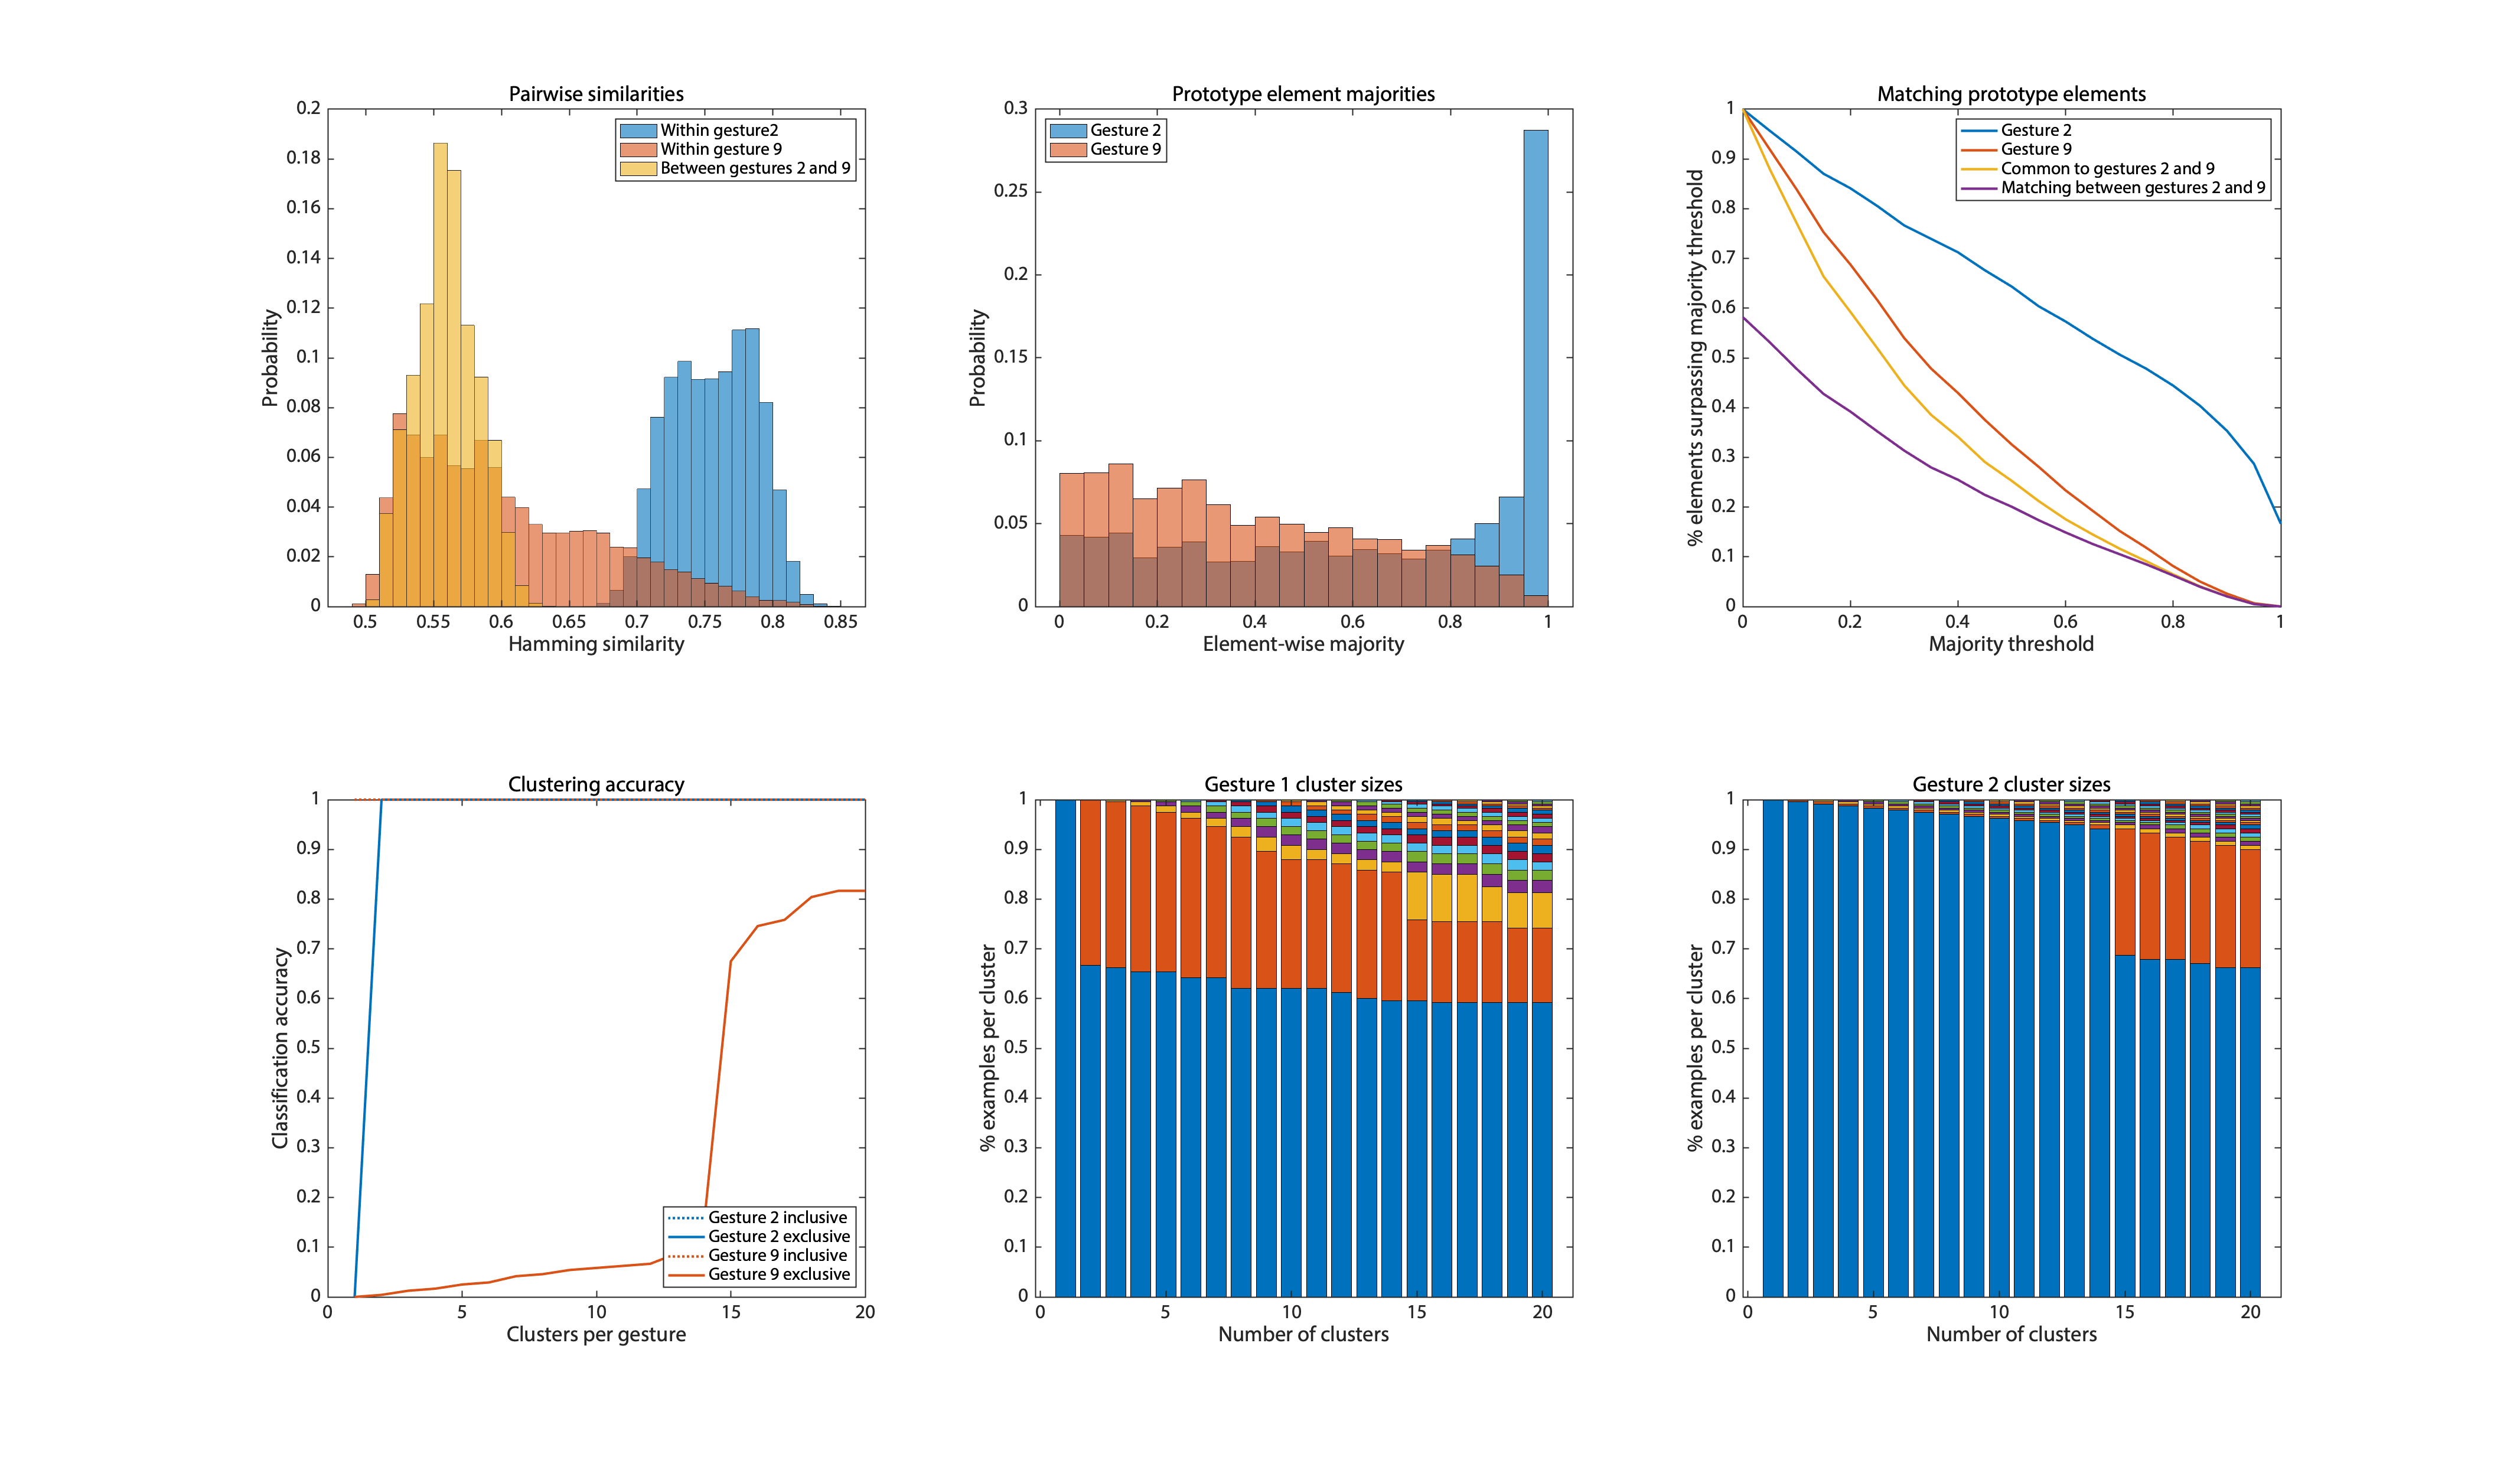 Pairwise similarities
0.2
0.18
0.16
0.14
0.12
0.1
0.08
0.06
0.04
0.02
0
Probability
Within gesture2
Within gesture 9
Between gestures 2 and 9
0.5 0.55 0.6 0.65 0.7 0.75 0.8 0.85
Hamming similarity
Prototype element majorities
0.3
0.25
0.2
0.15
0.1
0.05
0
Probability
Gesture 2
Gesture 9
0 0.2 0.4 0.6 0.8 1
Element-wise majority
Matching prototype elements
1
0.9
0.8
0.7
0.6
0.5
0.4
0.3
0.2
0.1
0
% elements surpassing majority threshold
Gesture 2
Gesture 9
Common to gestures 2 and 9
Matching between gestures 2 and 9
0 0.2 0.4 0.6 0.8 1
Majority threshold
Clustering accuracy
1
0.9
0.8
0.7
0.6
0.5
0.4
0.3
0.2
0.1
0
Classification accuracy
Gesture 2 inclusive
Gesture 2 exclusive
Gesture 9 inclusive
Gesture 9 exclusive
0 5 10 15 20
Clusters per gesture
Gesture 1 cluster sizes
1
0.9
0.8
0.7
0.6
0.5
0.4
0.3
0.2
0.1
0
% examples per cluster
0 5 10 15 20
Number of clusters
Gesture 2 cluster sizes
1
0.9
0.8
0.7
0.6
0.5
0.4
0.3
0.2
0.1
0
% examples per cluster
0 5 10 15 20
Number of clusters